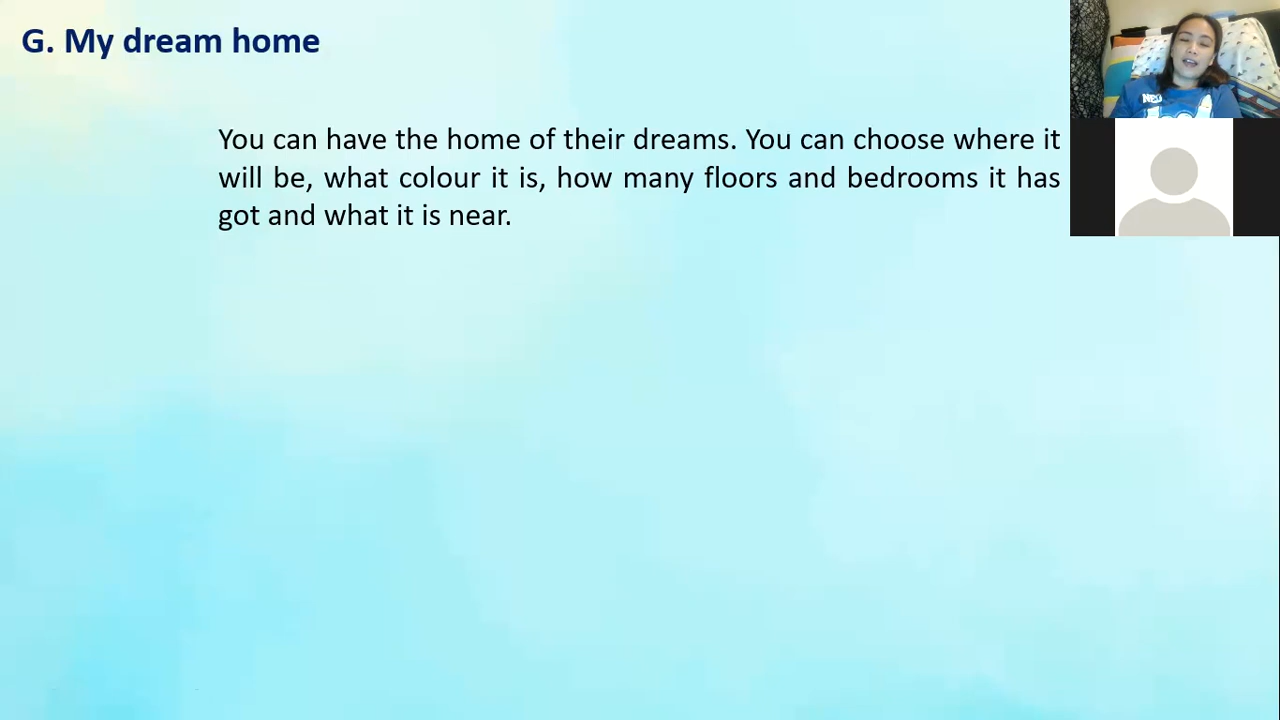 G. My dream home
You can have the home of their dreams. You can choose where it
will be, what colour it is, how many floors and bedrooms it has
got and what it is near.